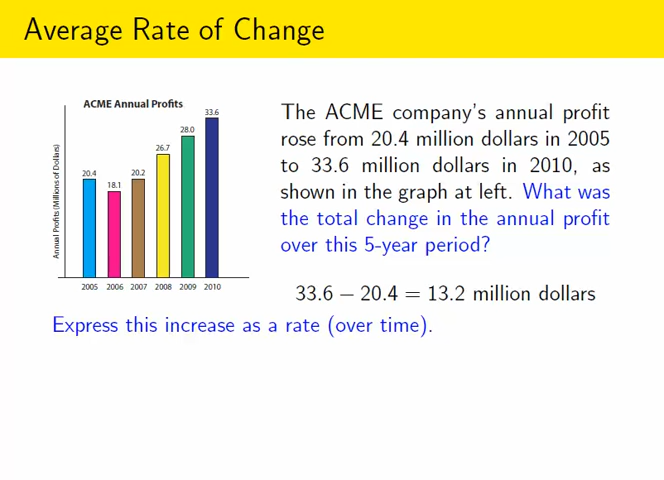 Average Rate of Change
ACME Annual Profits
Annual Profits (Millions of Dollars)
20.4
18.1
20.2
26.7
28.0
33.6
2005 2006 2007 2008 2009 2010
The ACME company's annual profit
rose from 20.4 million dollars in 2005
to 33.6 million dollars in 2010, as
shown in the graph at left. What was
the total change in the annual profit
over this 5-year period?
33.6 − 20.4 = 13.2 million dollars
Express this increase as a rate (over time).